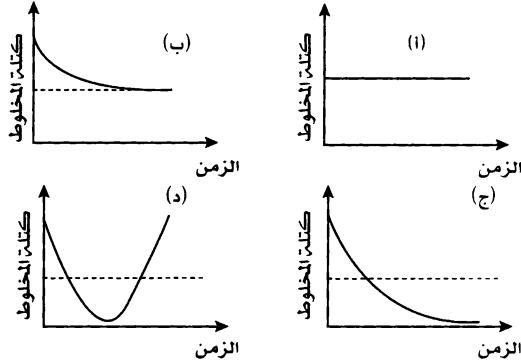 (أ)
كتلة المخلوط
الزمن
(ب)
كتلة المخلوط
الزمن
(ج)
كتلة المخلوط
الزمن
(د)
كتلة المخلوط
الزمن